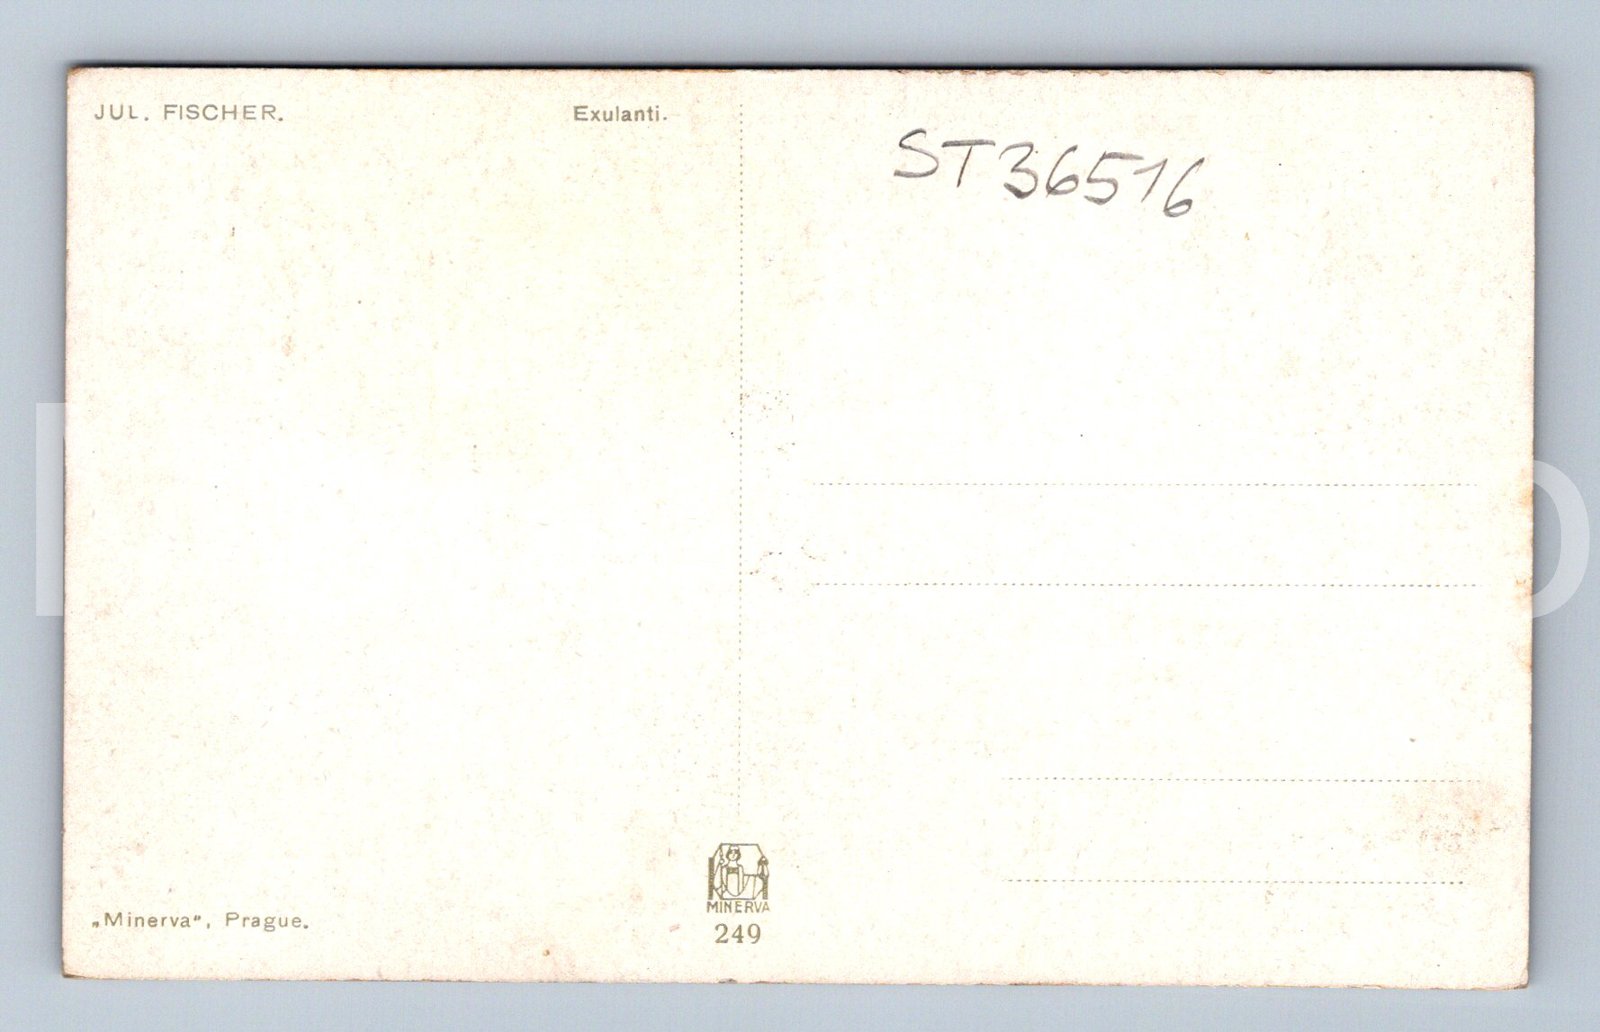 JUL. FISCHER.
Exulanti.
ST36516
„Minerva“, Prague.
MINERVA
249